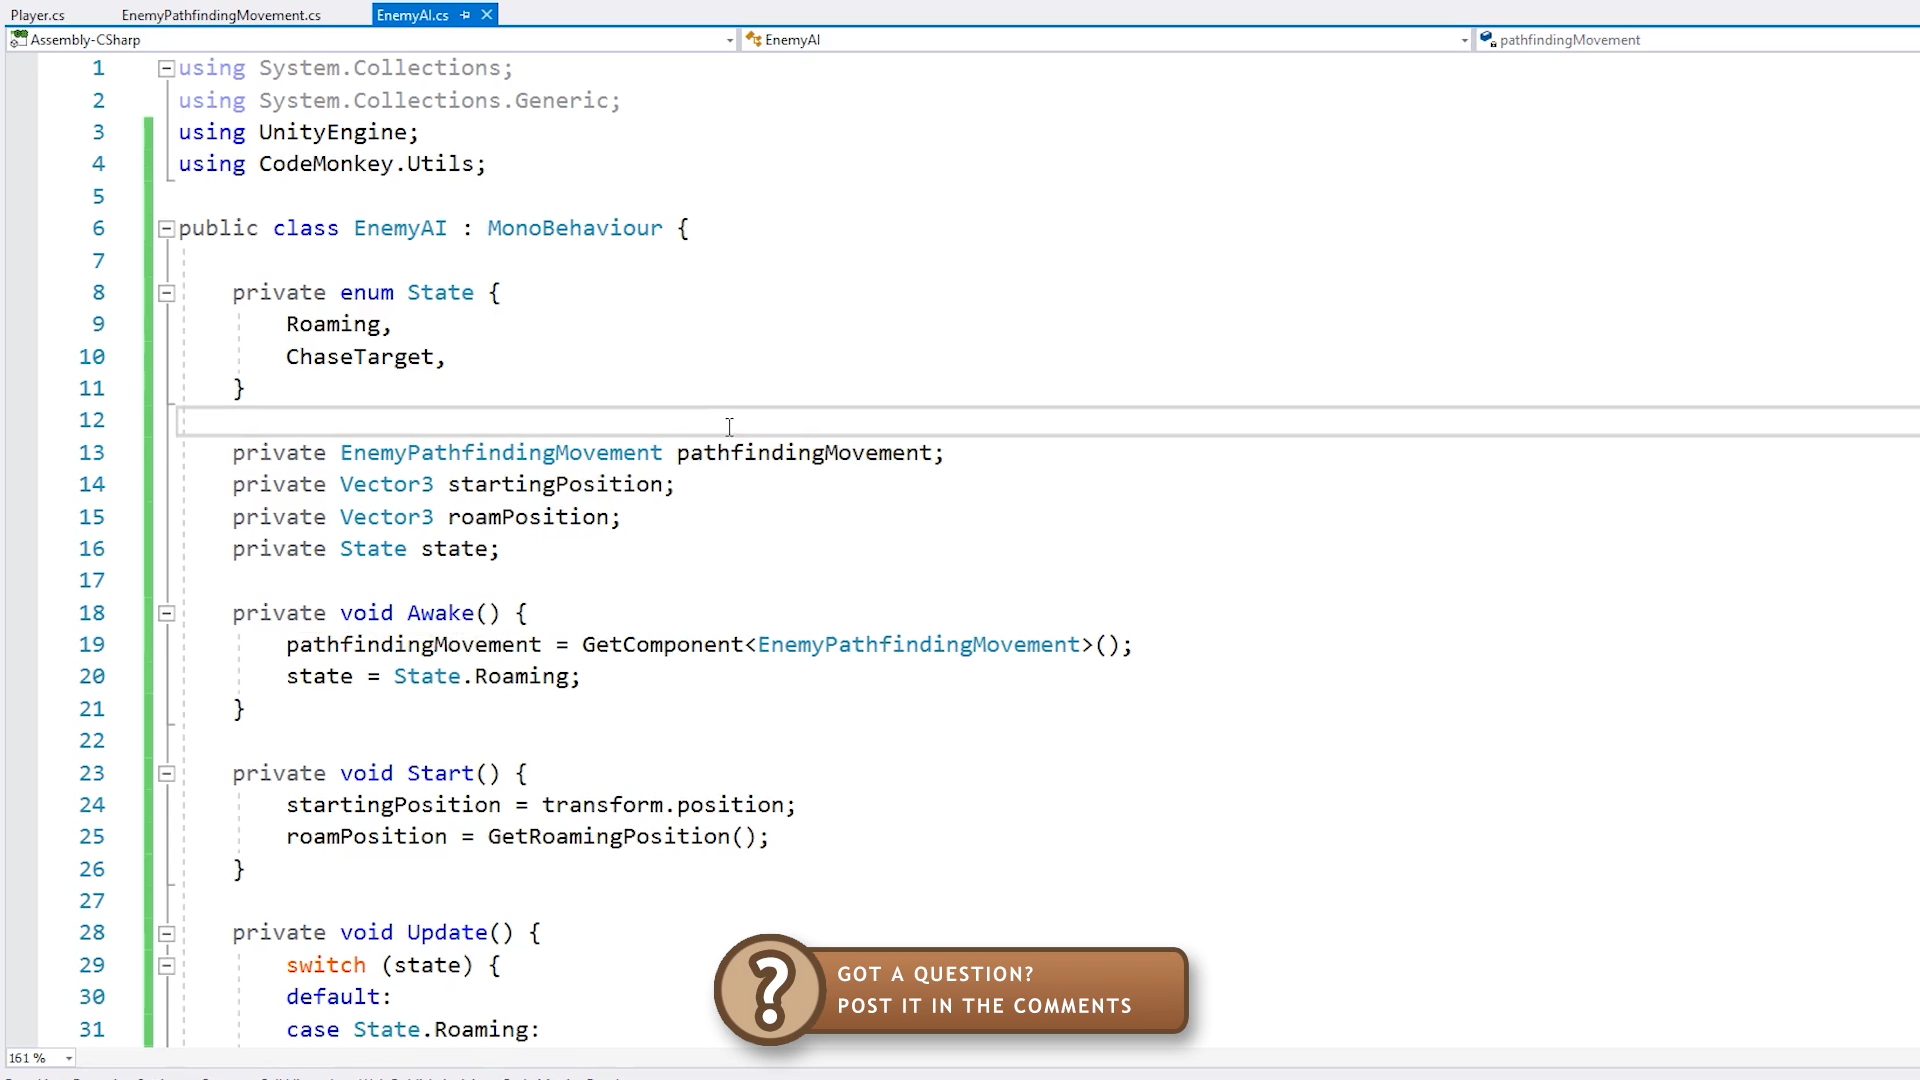 Player.cs EnemyPathfindingMovement.cs EnemyAI.cs
Assembly-CSharp EnemyAI pathfindingMovement
1 using System.Collections;
2 using System.Collections.Generic;
3 using UnityEngine;
4 using CodeMonkey.Utils;
5
6 public class EnemyAI : MonoBehaviour {
7
8 private enum State {
9 Roaming,
10 ChaseTarget,
11 }
12
13 private EnemyPathfindingMovement pathfindingMovement;
14 private Vector3 startingPosition;
15 private Vector3 roamPosition;
16 private State state;
17
18 private void Awake() {
19 pathfindingMovement = GetComponent<EnemyPathfindingMovement>();
20 state = State.Roaming;
21 }
22
23 private void Start() {
24 startingPosition = transform.position;
25 roamPosition = GetRoamingPosition();
26 }
27
28 private void Update() {
29 switch (state) {
30 default:
31 case State.Roaming:
?
GOT A QUESTION?
POST IT IN THE COMMENTS
161 %